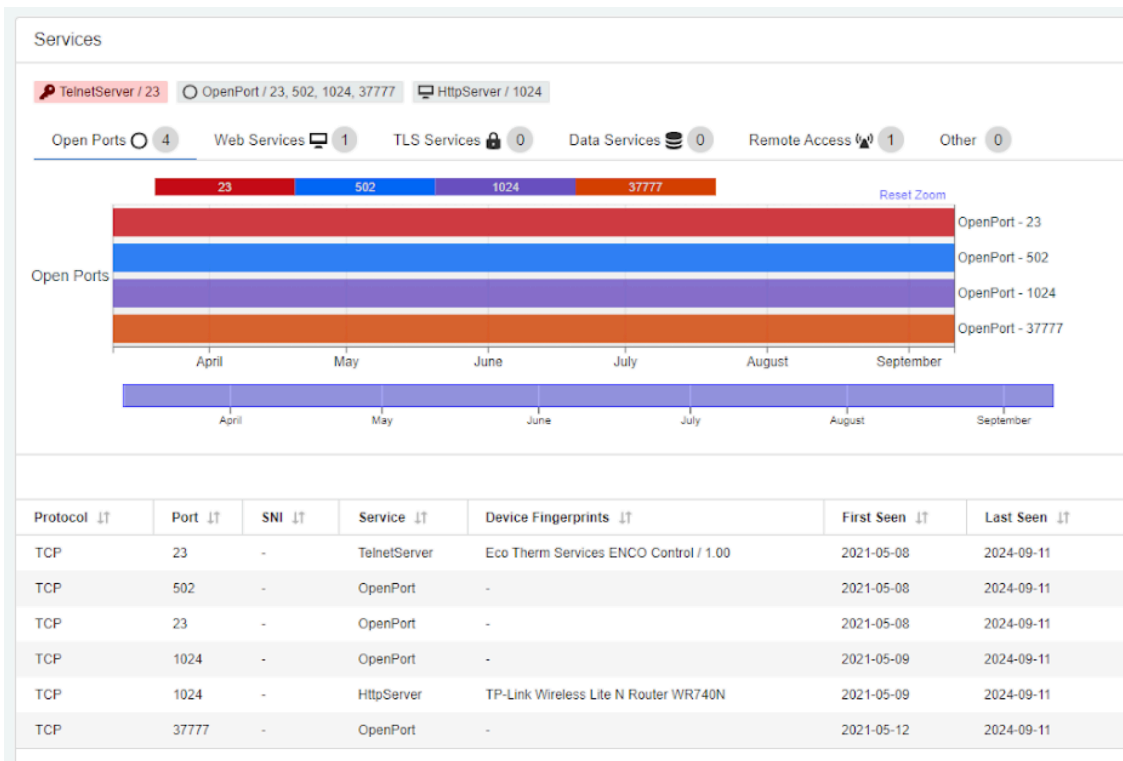 Services
TelnetServer / 23 OpenPort / 23, 502, 1024, 37777 HttpServer / 1024
Open Ports 4 Web Services 1 TLS Services 0 Data Services 0 Remote Access 1 Other 0
23 502 1024 37777
Reset Zoom
OpenPort - 23
OpenPort - 502
Open Ports
OpenPort - 1024
OpenPort - 37777
April May June July August September
April May June July August September
Protocol Port SNI Service Device Fingerprints First Seen Last Seen
TCP 23 - TelnetServer Eco Therm Services ENCO Control / 1.00 2021-05-08 2024-09-11
TCP 502 - OpenPort - 2021-05-08 2024-09-11
TCP 23 - OpenPort - 2021-05-08 2024-09-11
TCP 1024 - OpenPort - 2021-05-09 2024-09-11
TCP 1024 - HttpServer TP-Link Wireless Lite N Router WR740N 2021-05-09 2024-09-11
TCP 37777 - OpenPort - 2021-05-12 2024-09-11